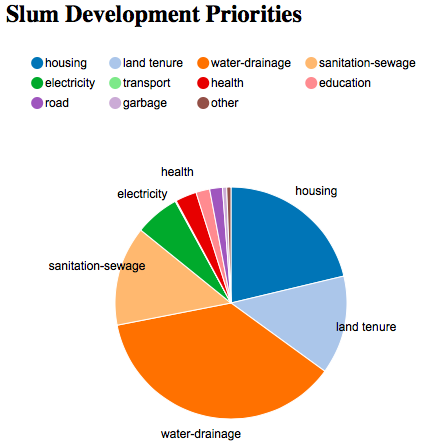 Slum Development Priorities
housing land tenure water-drainage sanitation-sewage
electricity transport health education
road garbage other
health
housing
electricity
sanitation-sewage
land tenure
water-drainage